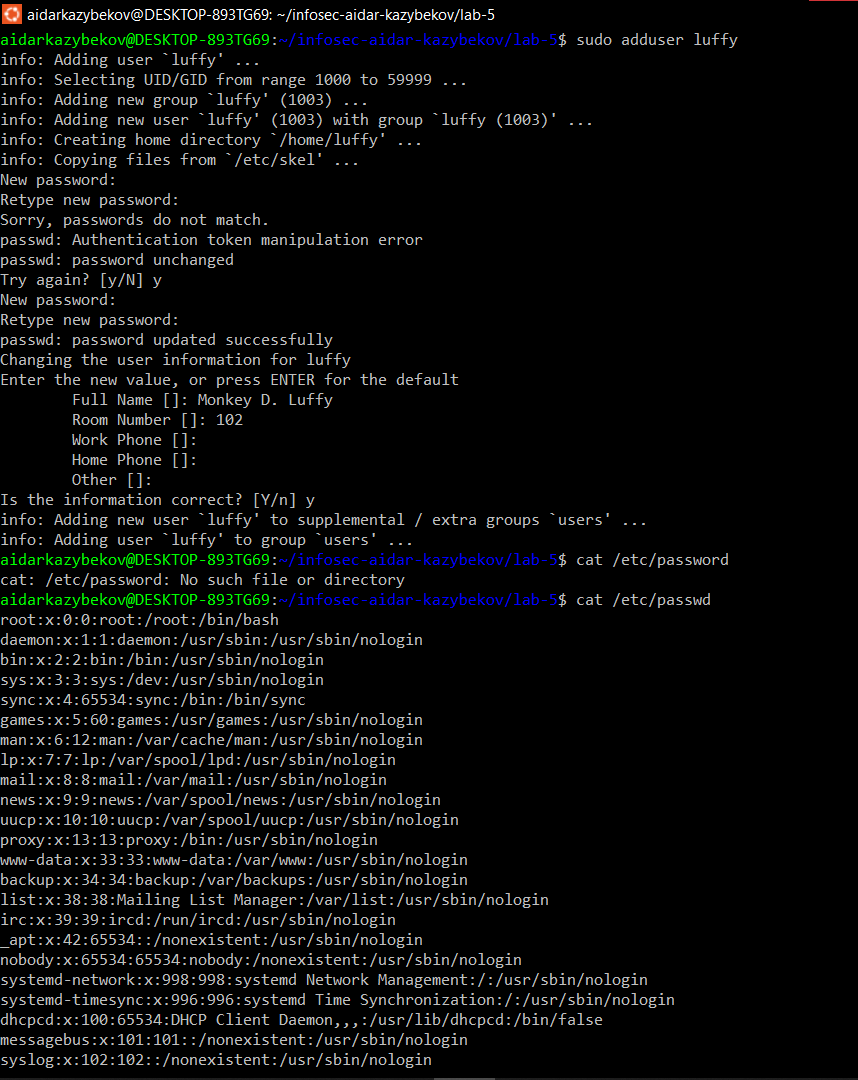 aidarkazybekov@DESKTOP-893TG69: ~/infosec-aidar-kazybekov/lab-5
aidarkazybekov@DESKTOP-893TG69:~/infosec-aidar-kazybekov/lab-5$ sudo adduser luffy
info: Adding user `luffy' ...
info: Selecting UID/GID from range 1000 to 59999 ...
info: Adding new group `luffy' (1003) ...
info: Adding new user `luffy' (1003) with group `luffy (1003)' ...
info: Creating home directory `/home/luffy' ...
info: Copying files from `/etc/skel' ...
New password:
Retype new password:
Sorry, passwords do not match.
passwd: Authentication token manipulation error
passwd: password unchanged
Try again? [y/N] y
New password:
Retype new password:
passwd: password updated successfully
Changing the user information for luffy
Enter the new value, or press ENTER for the default
        Full Name []: Monkey D. Luffy
        Room Number []: 102
        Work Phone []:
        Home Phone []:
        Other []:
Is the information correct? [Y/n] y
info: Adding new user `luffy' to supplemental / extra groups `users' ...
info: Adding user `luffy' to group `users' ...
aidarkazybekov@DESKTOP-893TG69:~/infosec-aidar-kazybekov/lab-5$ cat /etc/password
cat: /etc/password: No such file or directory
aidarkazybekov@DESKTOP-893TG69:~/infosec-aidar-kazybekov/lab-5$ cat /etc/passwd
root:x:0:0:root:/root:/bin/bash
daemon:x:1:1:daemon:/usr/sbin:/usr/sbin/nologin
bin:x:2:2:bin:/bin:/usr/sbin/nologin
sys:x:3:3:sys:/dev:/usr/sbin/nologin
sync:x:4:65534:sync:/bin:/bin/sync
games:x:5:60:games:/usr/games:/usr/sbin/nologin
man:x:6:12:man:/var/cache/man:/usr/sbin/nologin
lp:x:7:7:lp:/var/spool/lpd:/usr/sbin/nologin
mail:x:8:8:mail:/var/mail:/usr/sbin/nologin
news:x:9:9:news:/var/spool/news:/usr/sbin/nologin
uucp:x:10:10:uucp:/var/spool/uucp:/usr/sbin/nologin
proxy:x:13:13:proxy:/bin:/usr/sbin/nologin
www-data:x:33:33:www-data:/var/www:/usr/sbin/nologin
backup:x:34:34:backup:/var/backups:/usr/sbin/nologin
list:x:38:38:Mailing List Manager:/var/list:/usr/sbin/nologin
irc:x:39:39:ircd:/run/ircd:/usr/sbin/nologin
_apt:x:42:65534::/nonexistent:/usr/sbin/nologin
nobody:x:65534:65534:nobody:/nonexistent:/usr/sbin/nologin
systemd-network:x:998:998:systemd Network Management:/:/usr/sbin/nologin
systemd-timesync:x:996:996:systemd Time Synchronization:/:/usr/sbin/nologin
dhcpcd:x:100:65534:DHCP Client Daemon,,,:/usr/lib/dhcpcd:/bin/false
messagebus:x:101:101::/nonexistent:/usr/sbin/nologin
syslog:x:102:102::/nonexistent:/usr/sbin/nologin